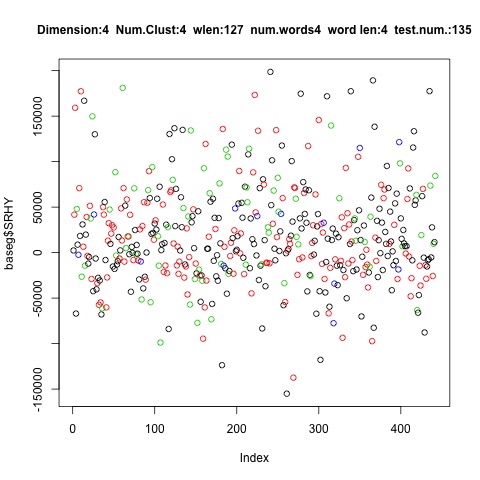 Dimension:4 Num.Clust:4 wlen:127 num.words4 word len:4 test.num.:135
150000
50000
0
-50000
-150000
baseg$SRHY
0 100 200 300 400
Index